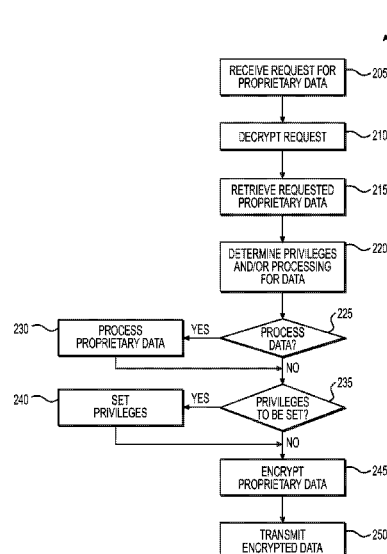 RECEIVE REQUEST FOR
PROPRIETARY DATA
205
DECRYPT REQUEST
210
RETRIEVE REQUESTED
PROPRIETARY DATA
215
DETERMINE PRIVILEGES
AND/OR PROCESSING
FOR DATA
220
225
230
PROCESS
PROPRIETARY DATA
YES
PROCESS
DATA?
NO
235
240
SET
PRIVILEGES
YES
PRIVILEGES
TO BE SET?
NO
ENCRYPT
PROPRIETARY DATA
245
TRANSMIT
ENCRYPTED DATA
250